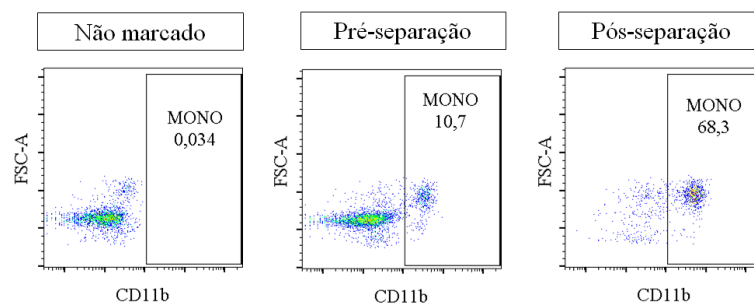 Não marcado
Pré-separação
Pós-separação
FSC-A
MONO
0,034
CD11b
FSC-A
MONO
10,7
CD11b
FSC-A
MONO
68,3
CD11b